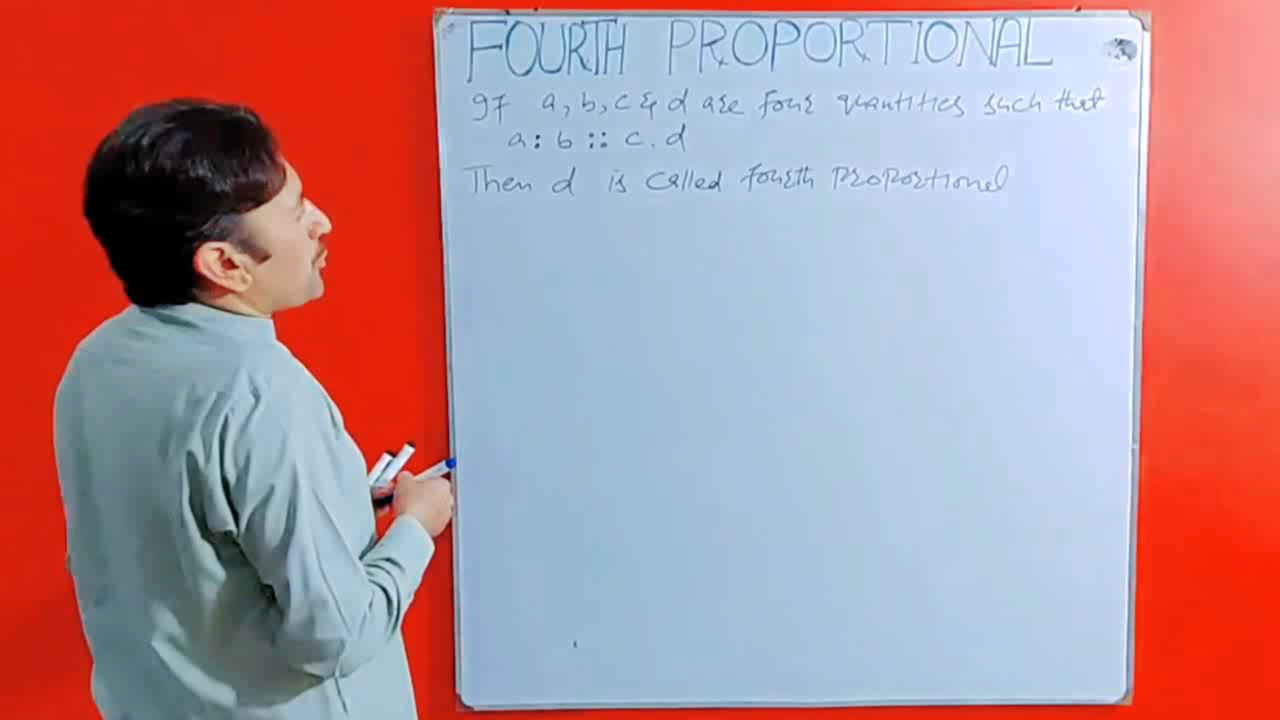 FOURTH PROPORTIONAL
If a, b, c & d are four quantities such that
a : b :: c . d
Then d is called fourth proportional